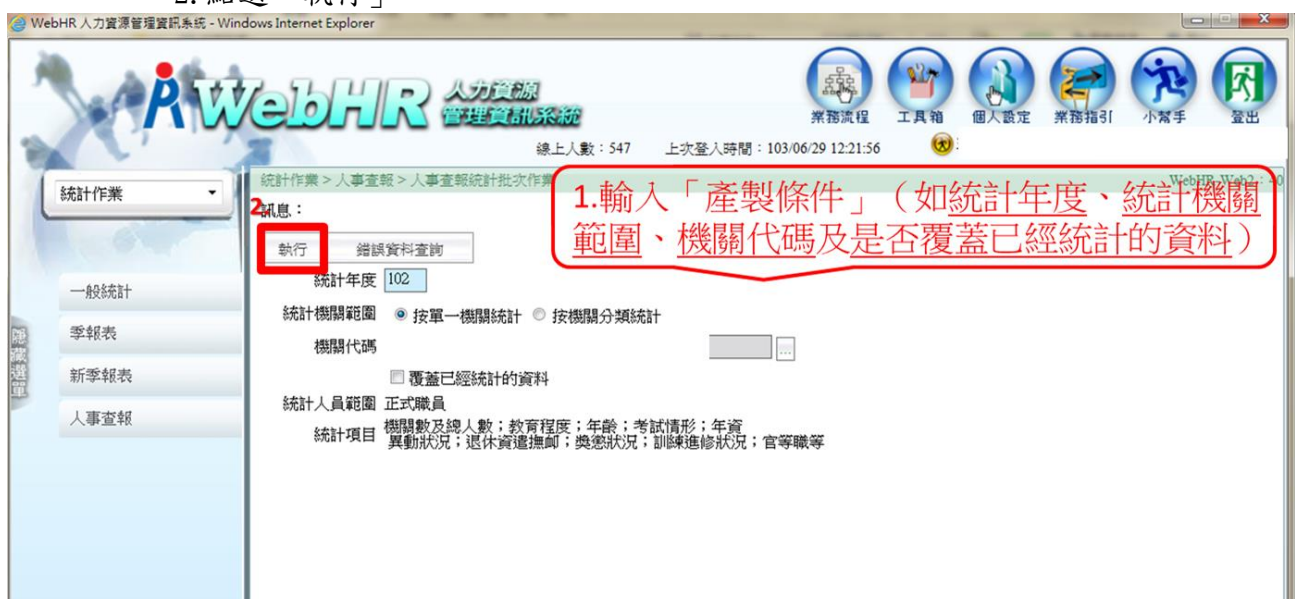 2.點選「執行」
WebHR 人力資源管理資訊系統 - Windows Internet Explorer
WebHR 人力資源
管理資訊系統
業務流程 工具箱 個人設定 業務指引 小幫手 登出
線上人數：547 上次登入時間：103/06/29 12:21:56
統計作業
統計作業 > 人事查報 > 人事查報統計批次作業
1.輸入「產製條件」（如統計年度、統計機關
範圍、機關代碼及是否覆蓋已經統計的資料）
2訊息：
執行 錯誤資料查詢
統計年度 102
一般統計
統計機關範圍 按單一機關統計 按機關分類統計
季報表
機關代碼 ...
隱藏選單
新季報表
覆蓋已經統計的資料
統計人員範圍 正式職員
人事查報
統計項目 機關數及總人數；教育程度；年齡；考試情形；年資
異動狀況；退休資遣撫卹；獎懲狀況；訓練進修狀況；官等職等